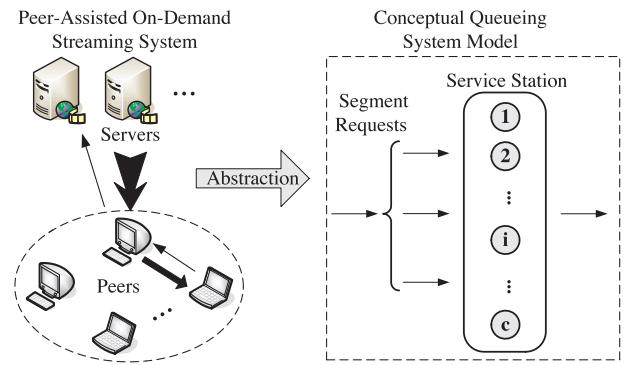 Peer-Assisted On-Demand
Streaming System
...
Servers
Peers
...
Abstraction
Conceptual Queueing
System Model
Segment
Requests
Service Station
1
2
⋮
i
⋮
c